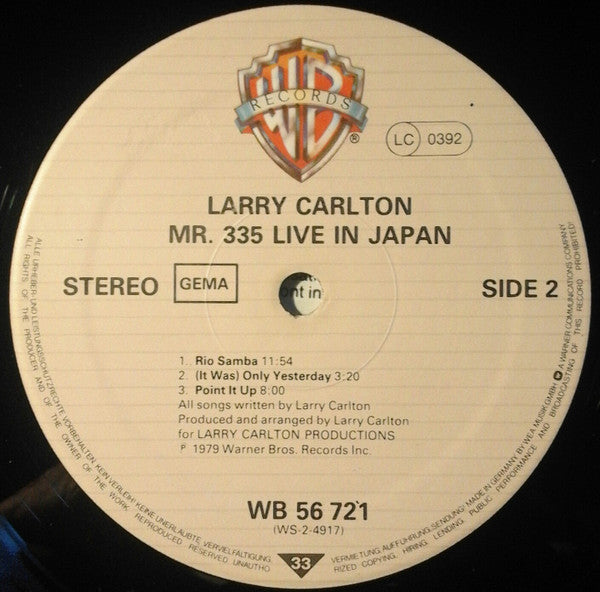 WB
RECORDS
®
LC 0392
LARRY CARLTON
MR. 335 LIVE IN JAPAN
STEREO
GEMA
ont in
SIDE 2
1. Rio Samba 11:54
2. (It Was) Only Yesterday 3:20
3. Point It Up 8:00
All songs written by Larry Carlton
Produced and arranged by Larry Carlton
for LARRY CARLTON PRODUCTIONS
℗ 1979 Warner Bros. Records Inc.
WB 56 721
(WS-2-4917)
33
ALLE URHEBER- UND LEISTUNGSSCHUTZRECHTE VORBEHALTEN. KEIN VERLEIH! KEINE UNERLAUBTE VERVIELFÄLTIGUNG,
VERMIETUNG, AUFFÜHRUNG, SENDUNG! MADE IN GERMANY BY WEA MUSIK GMBH A WARNER COMMUNICATIONS COMPANY
ALL RIGHTS OF THE PRODUCER AND OF THE OWNER OF THE WORK REPRODUCED RESERVED. UNAUTHO
RIZED COPYING, HIRING, LENDING, PUBLIC PERFORMANCE AND BROADCASTING OF THIS RECORD PROHIBITED!